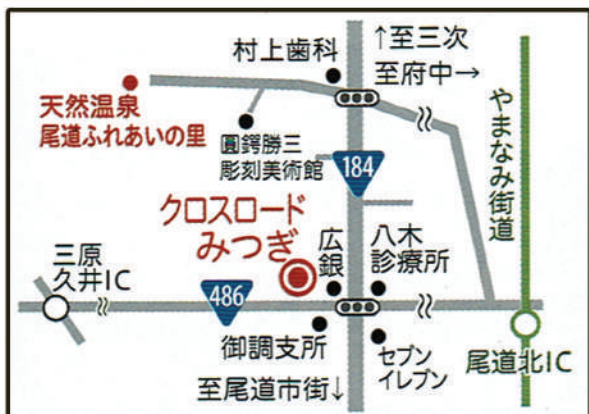 村上歯科
↑至三次
至府中→
天然温泉
尾道ふれあいの里
圓鍔勝三
彫刻美術館
184
やまなみ街道
クロスロード
みつぎ
広銀
八木
診療所
三原
久井IC
486
御調支所
セブン
イレブン
尾道北IC
至尾道市街↓